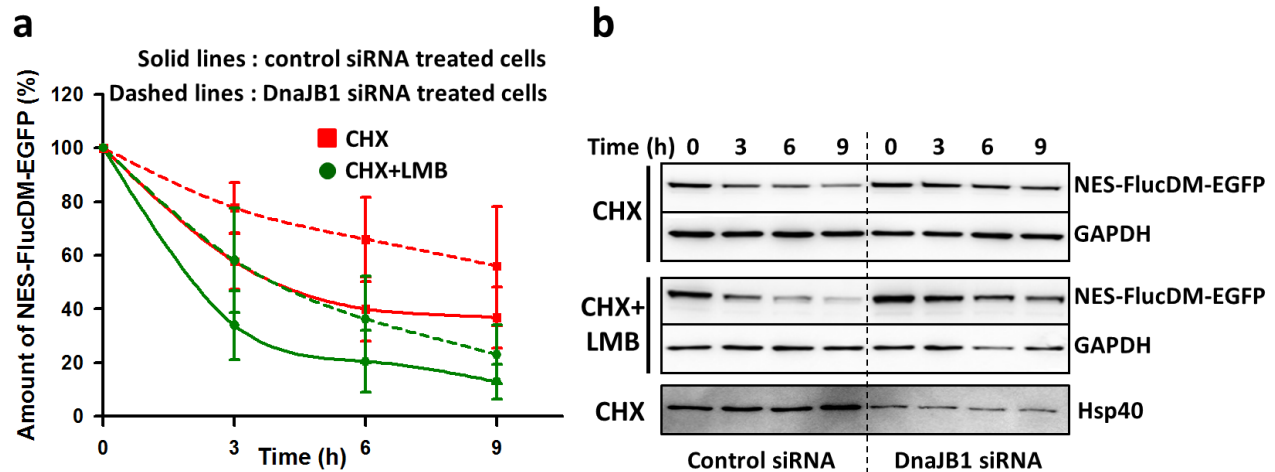 a
Solid lines : control siRNA treated cells
Dashed lines : DnaJB1 siRNA treated cells
CHX
CHX+LMB
Amount of NES-FlucDM-EGFP (%)
120
100
80
60
40
20
0
0 3 6 9
Time (h)
b
Time (h) 0 3 6 9 0 3 6 9
CHX
NES-FlucDM-EGFP
GAPDH
CHX+
LMB
NES-FlucDM-EGFP
GAPDH
CHX
Hsp40
Control siRNA DnaJB1 siRNA